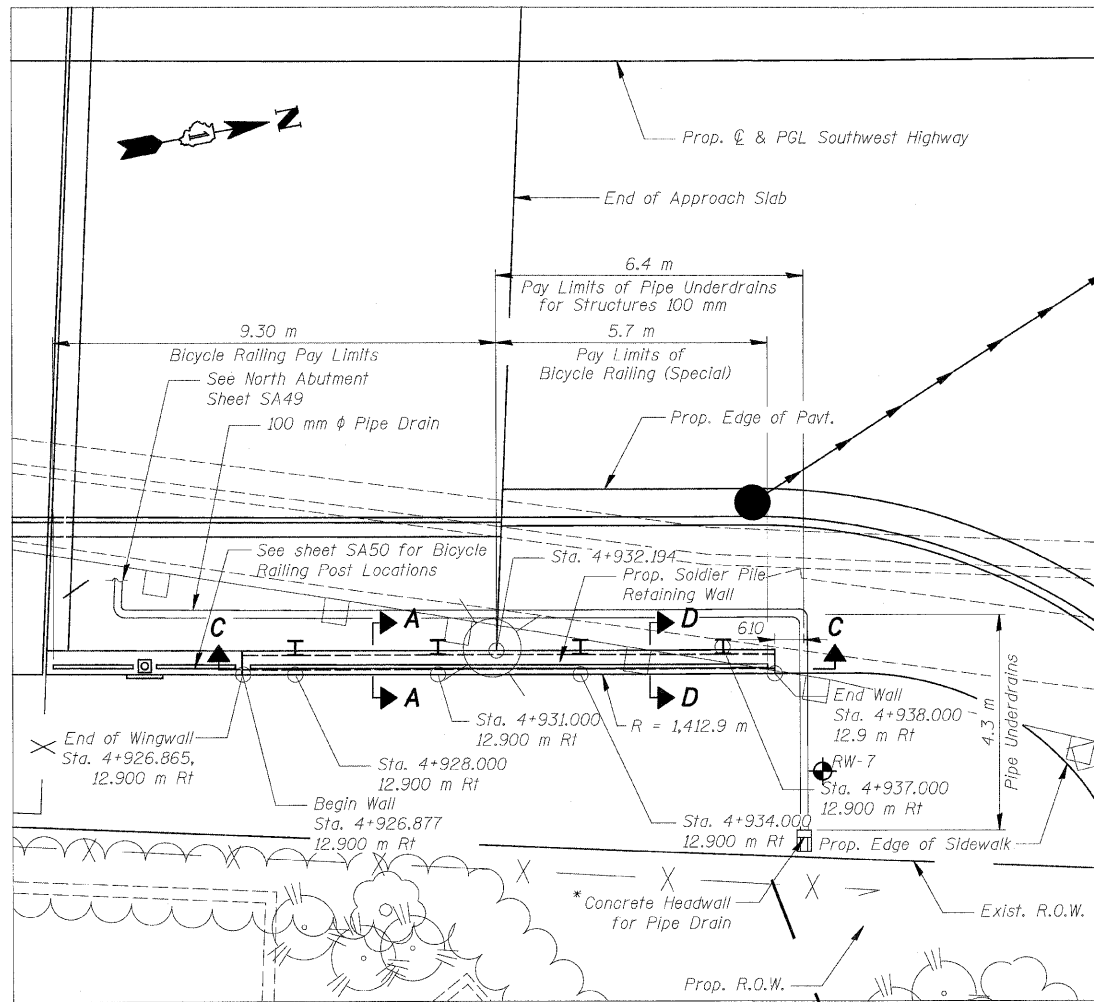 N
Prop. ℄ & PGL Southwest Highway
End of Approach Slab
6.4 m
Pay Limits of Pipe Underdrains
for Structures 100 mm
9.30 m
Bicycle Railing Pay Limits
5.7 m
Pay Limits of
Bicycle Railing (Special)
See North Abutment
Sheet SA49
100 mm ϕ Pipe Drain
Prop. Edge of Pavt.
See sheet SA50 for Bicycle
Railing Post Locations
Sta. 4+932.194
Prop. Soldier Pile
Retaining Wall
A
D
610
C
C
A
D
4.3 m
Pipe Underdrains
End Wall
Sta. 4+938.000
12.9 m Rt
End of Wingwall
Sta. 4+926.865,
12.900 m Rt
Sta. 4+931.000
12.900 m Rt
R = 1,412.9 m
Sta. 4+928.000
12.900 m Rt
RW-7
Sta. 4+937.000
12.900 m Rt
Begin Wall
Sta. 4+926.877
12.900 m Rt
Sta. 4+934.000
12.900 m Rt
Prop. Edge of Sidewalk
*Concrete Headwall
for Pipe Drain
Exist. R.O.W.
Prop. R.O.W.